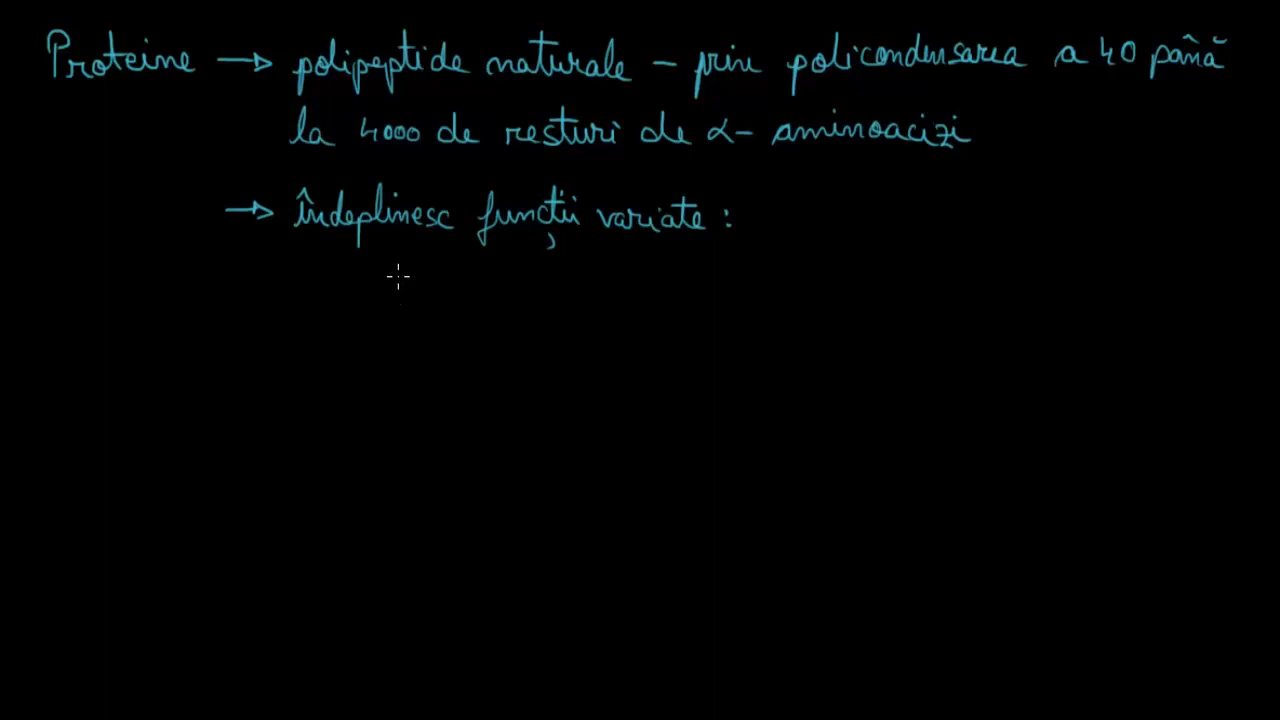 Proteine → polipeptide naturale - prin policondensarea a 40 până
la 4000 de resturi de α- aminoacizi
→ îndeplinesc funcții variate :